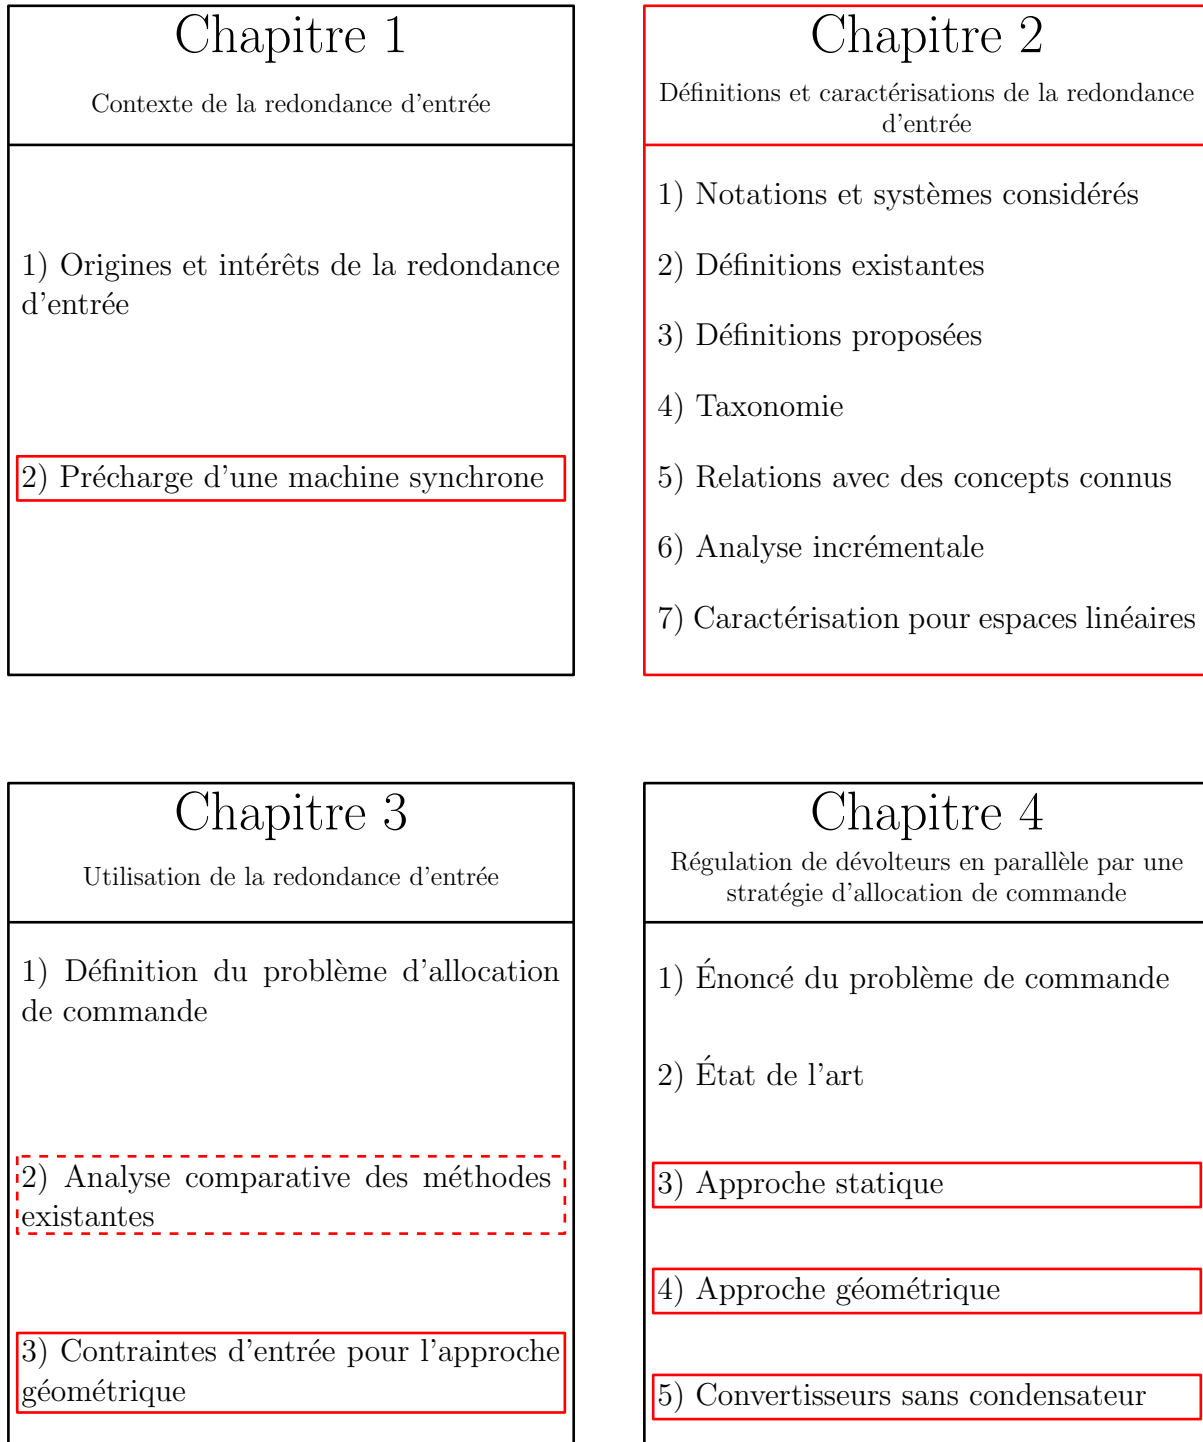 Chapitre 1
Contexte de la redondance d'entrée
1) Origines et intérêts de la redondance
d'entrée
2) Précharge d'une machine synchrone
Chapitre 2
Définitions et caractérisations de la redondance
d'entrée
1) Notations et systèmes considérés
2) Définitions existantes
3) Définitions proposées
4) Taxonomie
5) Relations avec des concepts connus
6) Analyse incrémentale
7) Caractérisation pour espaces linéaires
Chapitre 3
Utilisation de la redondance d'entrée
1) Définition du problème d'allocation
de commande
2) Analyse comparative des méthodes
existantes
3) Contraintes d'entrée pour l'approche
géométrique
Chapitre 4
Régulation de dévolteurs en parallèle par une
stratégie d'allocation de commande
1) Énoncé du problème de commande
2) État de l'art
3) Approche statique
4) Approche géométrique
5) Convertisseurs sans condensateur